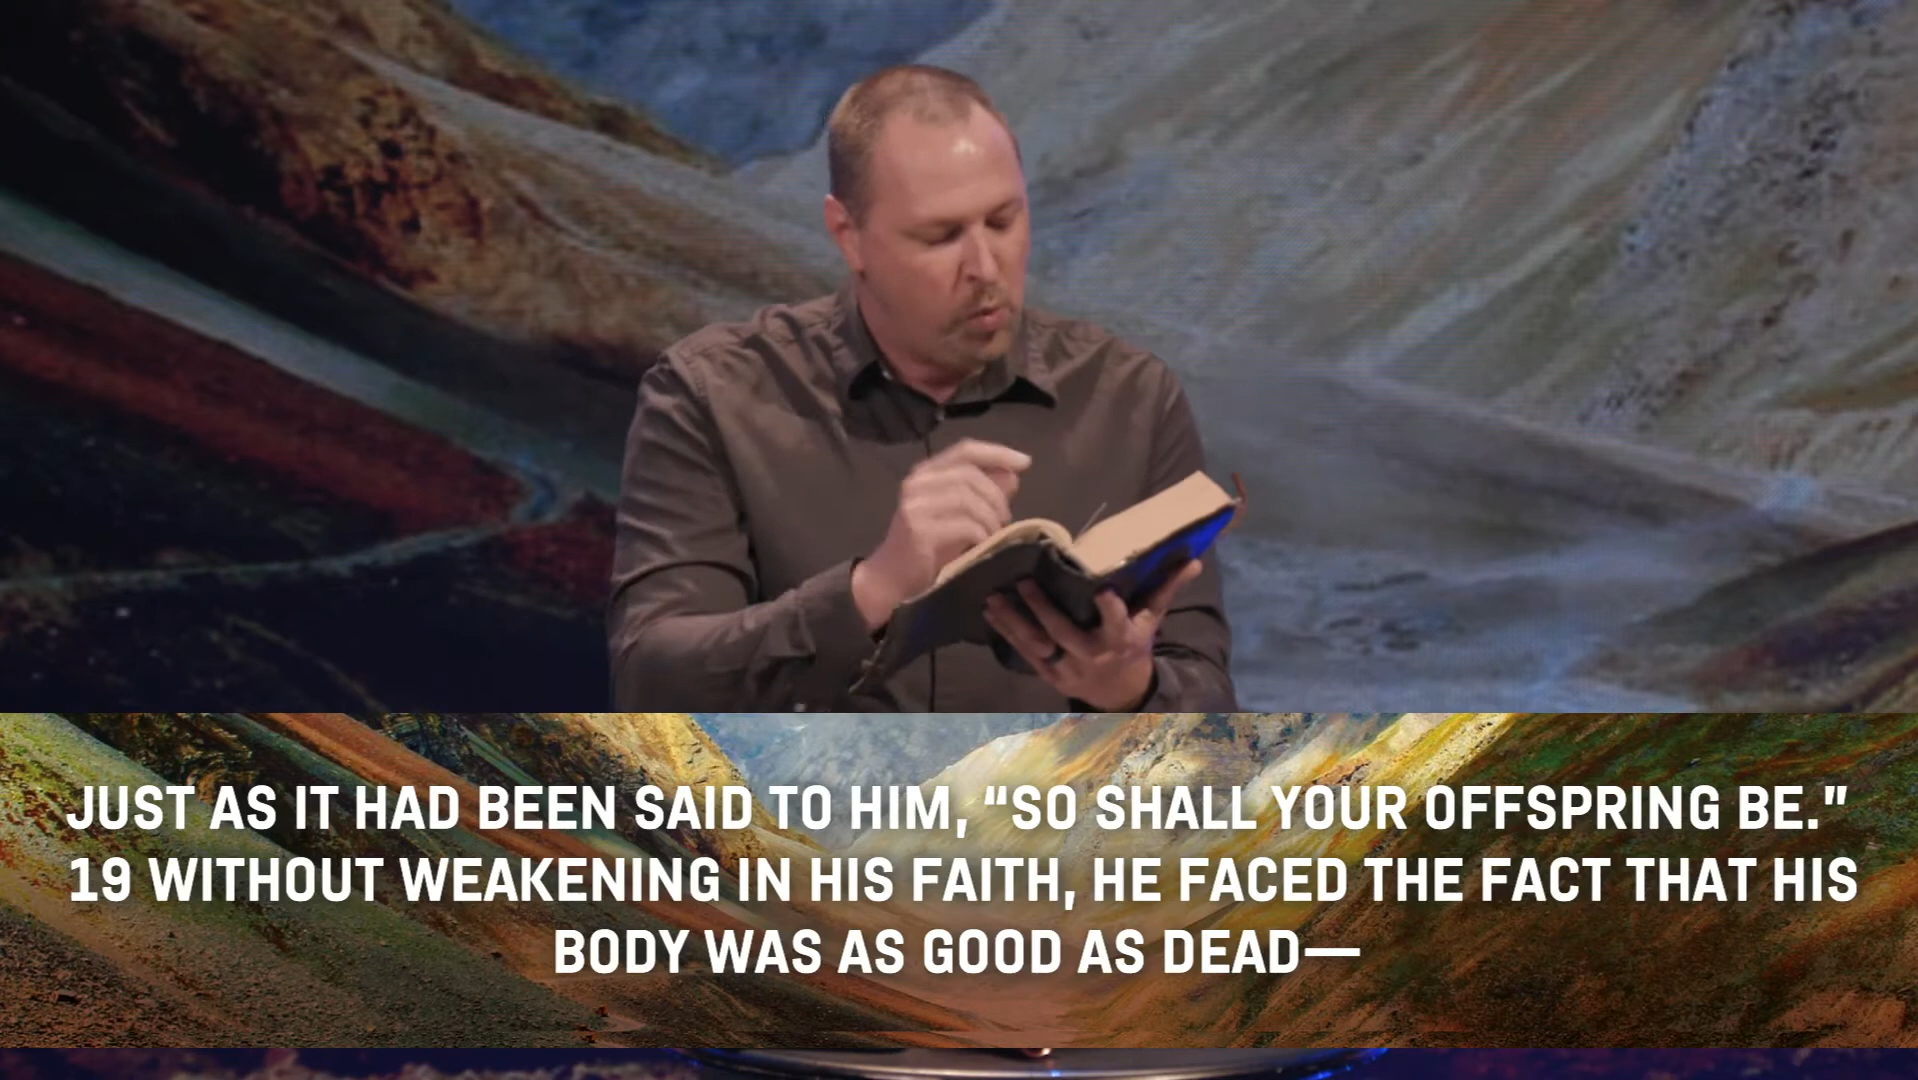 JUST AS IT HAD BEEN SAID TO HIM, “SO SHALL YOUR OFFSPRING BE.”
19 WITHOUT WEAKENING IN HIS FAITH, HE FACED THE FACT THAT HIS
BODY WAS AS GOOD AS DEAD—